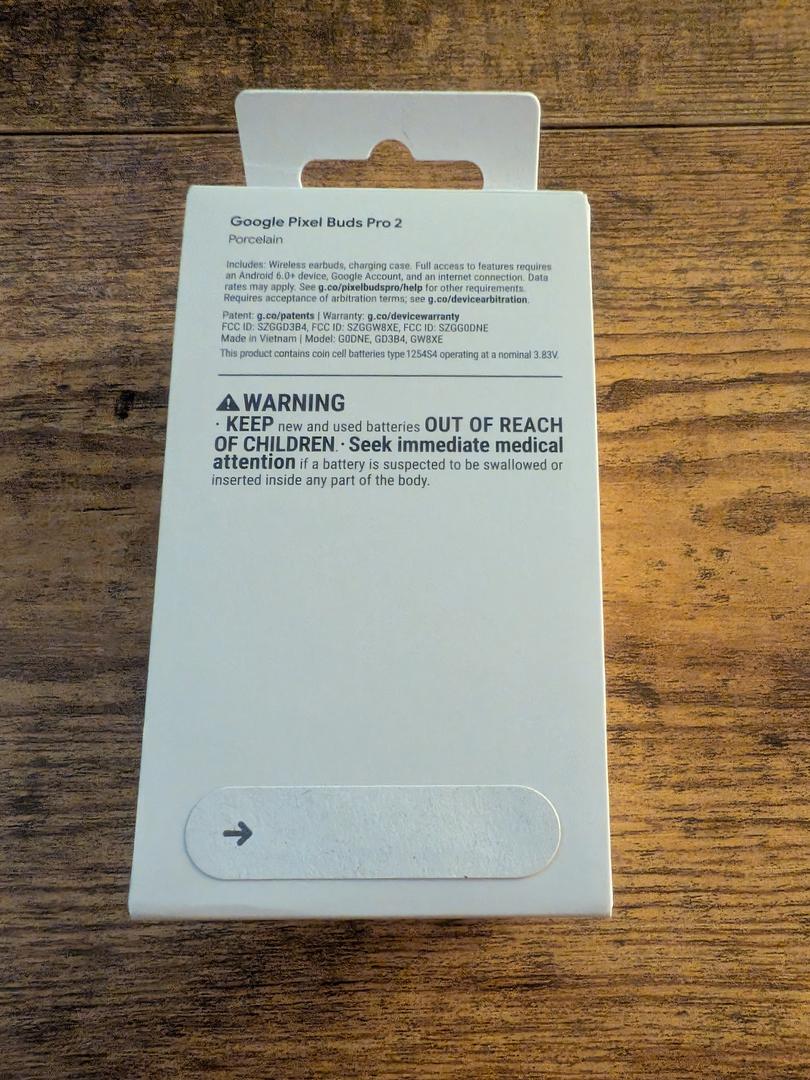 Google Pixel Buds Pro 2
Porcelain
Includes: Wireless earbuds, charging case. Full access to features requires
an Android 6.0+ device, Google Account, and an internet connection. Data
rates may apply. See g.co/pixelbudspro/help for other requirements.
Requires acceptance of arbitration terms; see g.co/devicearbitration.
Patent: g.co/patents | Warranty: g.co/devicewarranty
FCC ID: SZGGD3B4, FCC ID: SZGGW8XE, FCC ID: SZGG0DNE
Made in Vietnam | Model: G0DNE, GD3B4, GW8XE
This product contains coin cell batteries type 1254S4 operating at a nominal 3.83V.
WARNING
· KEEP new and used batteries OUT OF REACH
OF CHILDREN. · Seek immediate medical
attention if a battery is suspected to be swallowed or
inserted inside any part of the body.